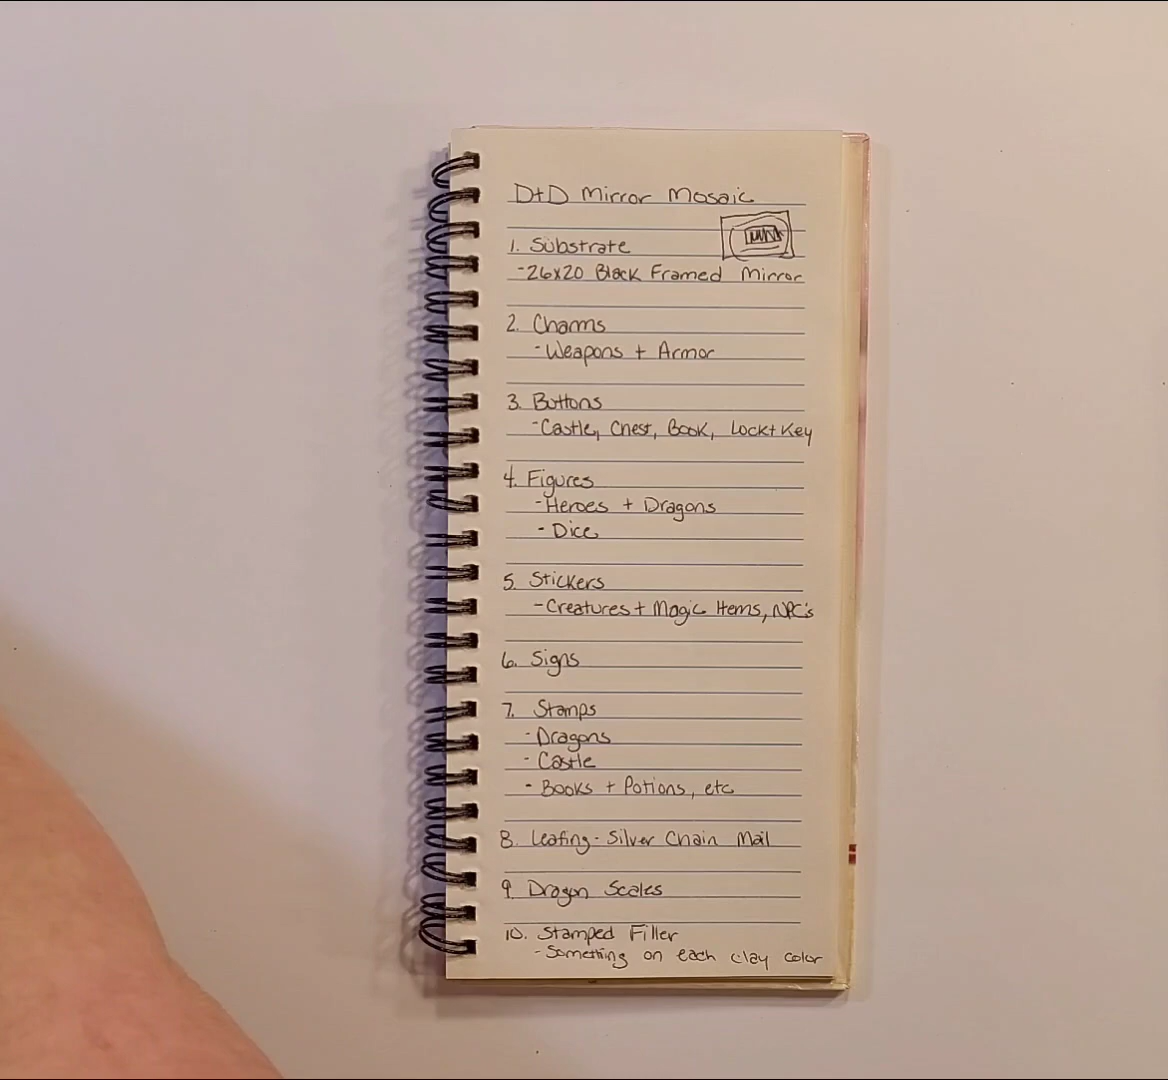 D+D Mirror Mosaic
1. Substrate
- 26x20 Black Framed Mirror
2. Charms
- Weapons + Armor
3. Buttons
- Castle, Chest, Book, Lock + Key
4. Figures
- Heroes + Dragons
- Dice
5. Stickers
- Creatures + Magic Items, NPC's
6. Signs
7. Stamps
- Dragons
- Castle
- Books + Potions, etc
8. Leafing - Silver Chain Mail
9. Dragon Scales
10. Stamped Filler
- Something on each clay color